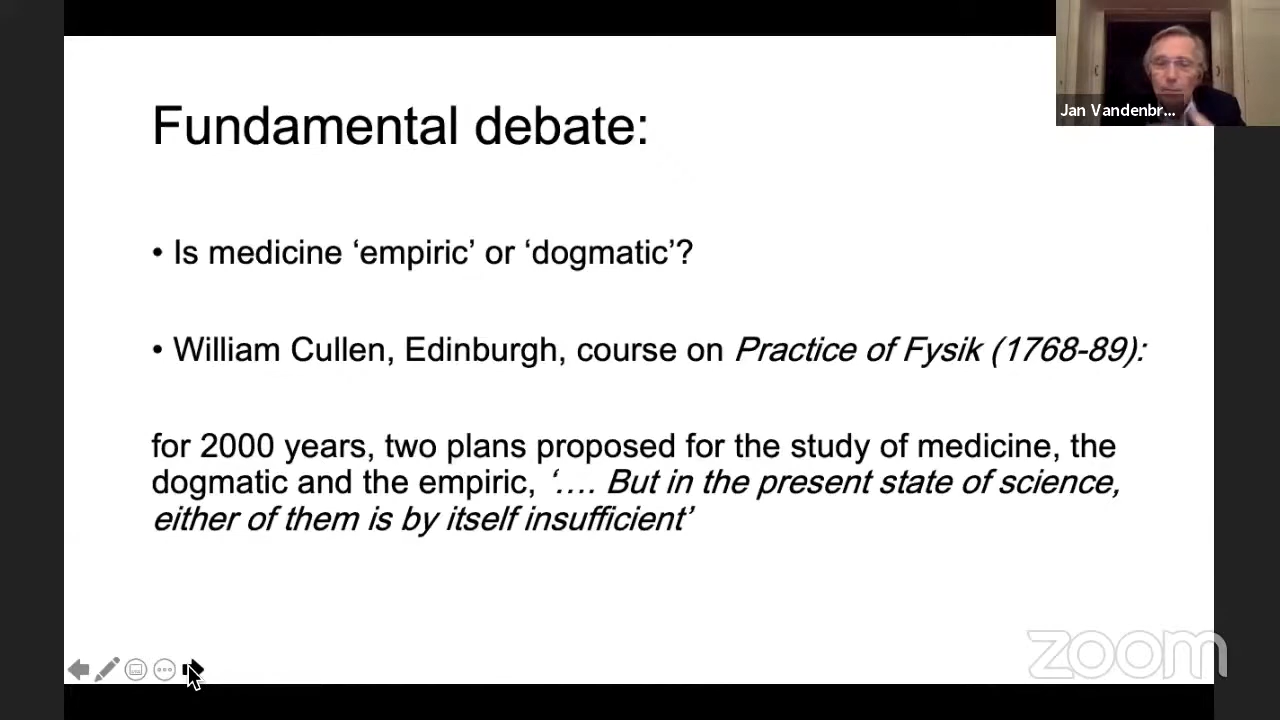 Jan Vandenbr...
Fundamental debate:
• Is medicine ‘empiric’ or ‘dogmatic’?
• William Cullen, Edinburgh, course on Practice of Fysik (1768-89):
for 2000 years, two plans proposed for the study of medicine, the
dogmatic and the empiric, ‘…. But in the present state of science,
either of them is by itself insufficient’
zoom